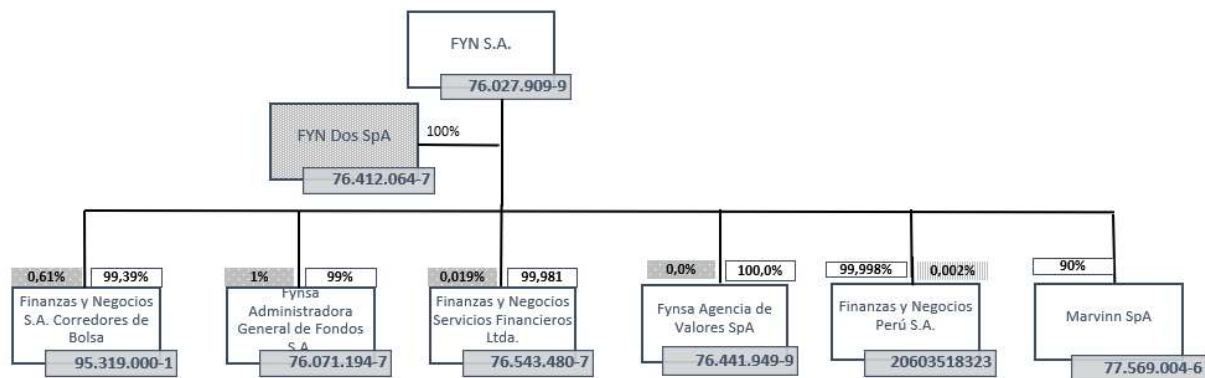 FYN S.A.
76.027.909-9
FYN Dos SpA
100%
76.412.064-7
0,61%
99,39%
Finanzas y Negocios
S.A. Corredores de
Bolsa
95.319.000-1
1%
99%
Fynsa
Administradora
General de Fondos
S.A.
76.071.194-7
0,019%
99,981
Finanzas y Negocios
Servicios Financieros
Ltda.
76.543.480-7
0,0%
100,0%
Fynsa Agencia de
Valores SpA
76.441.949-9
99,998%
0,002%
Finanzas y Negocios
Perú S.A.
20603518323
90%
Marvinn SpA
77.569.004-6